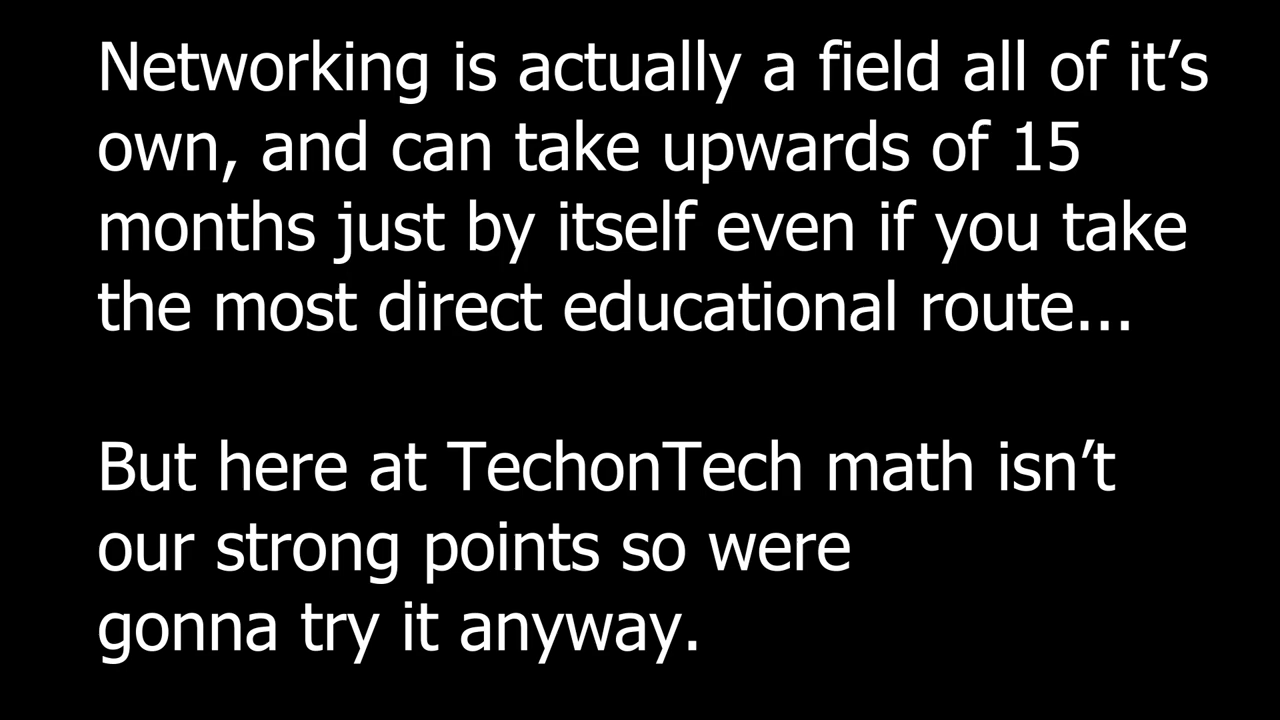 Networking is actually a field all of it’s
own, and can take upwards of 15
months just by itself even if you take
the most direct educational route...
But here at TechonTech math isn’t
our strong points so were
gonna try it anyway.